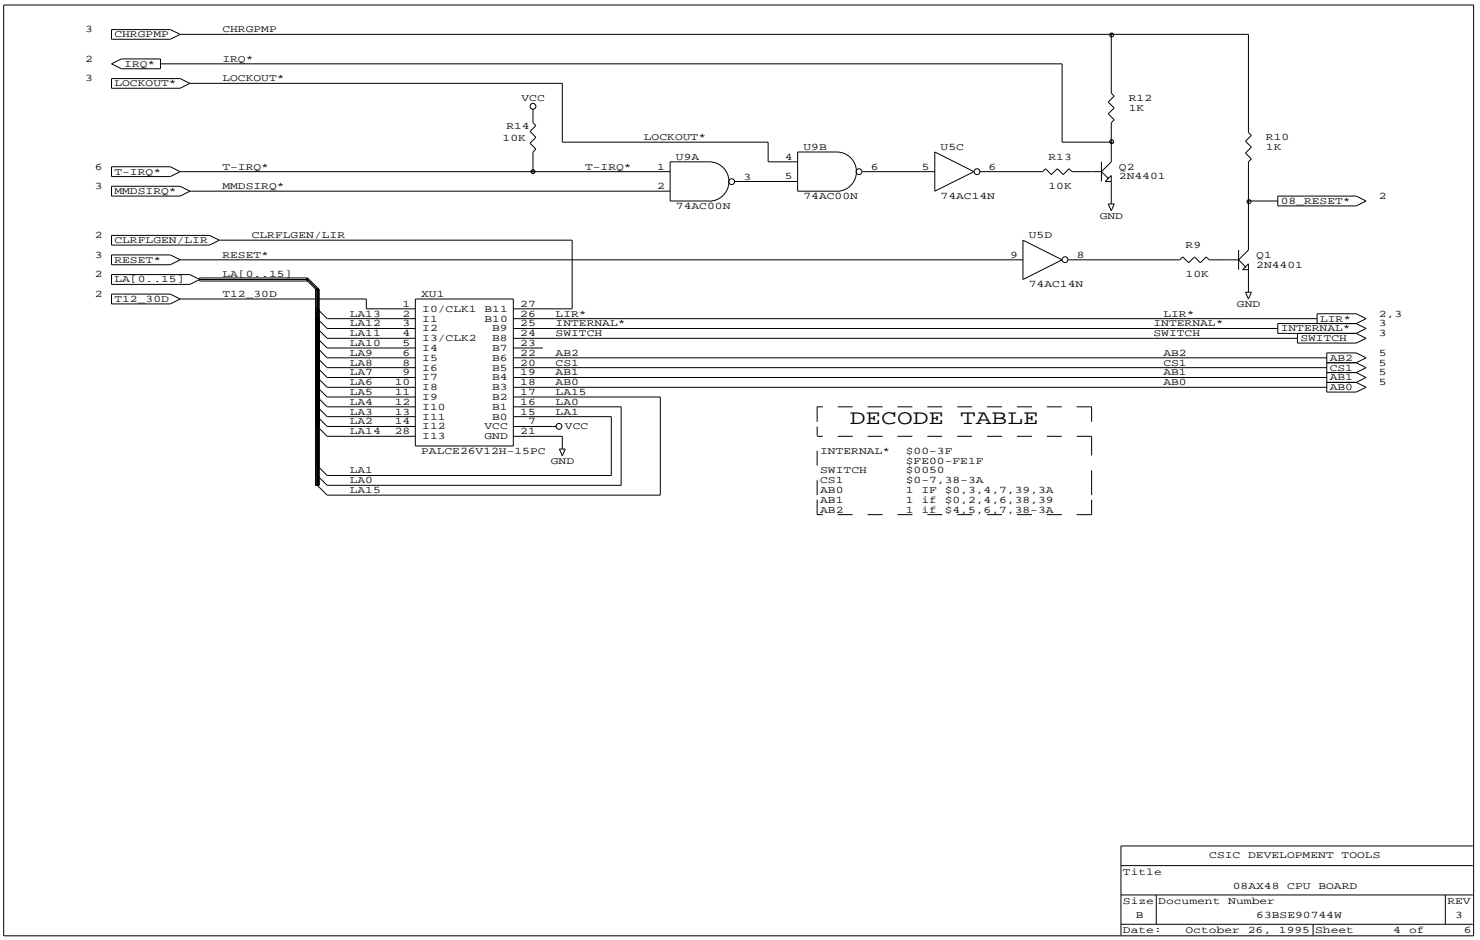 3 CHRGPMP CHRGPMP
2 IRQ* IRQ*
3 LOCKOUT* LOCKOUT*
VCC
R14
10K
LOCKOUT*
R12
1K
R10
1K
6 T-IRQ* T-IRQ* T-IRQ*
3 MMDSIRQ* MMDSIRQ*
U9A
1
2
3
74AC00N
U9B
4
5
6
74AC00N
U5C
5
6
74AC14N
R13
10K
Q2
2N4401
GND
08_RESET* 2
2 CLRFLGEN/LIR CLRFLGEN/LIR
3 RESET* RESET*
2 LA[0..15] LA[0..15]
2 T12_30D T12_30D
U5D
9
8
74AC14N
R9
10K
Q1
2N4401
GND
XU1
1 I0/CLK1 B11 27
LA13 2 I1 B10 26 LIR* LIR* LIR* 2,3
LA12 3 I2 B9 25 INTERNAL* INTERNAL* INTERNAL* 3
LA11 4 I3/CLK2 B8 24 SWITCH SWITCH SWITCH 3
LA10 5 I4 B7 23
LA9 6 I5 B6 22 AB2 AB2 AB2 5
LA8 8 I6 B5 20 CS1 CS1 CS1 5
LA7 9 I7 B4 19 AB1 AB1 AB1 5
LA6 10 I8 B3 18 AB0 AB0 AB0 5
LA5 11 I9 B2 17 LA15
LA4 12 I10 B1 16 LA0
LA3 13 I11 B0 15 LA1
LA2 14 I12 VCC 7 VCC
LA14 28 I13 GND 21
PALCE26V12H-15PC
GND
LA1
LA0
LA15
DECODE TABLE
INTERNAL* $00-3F
$FE00-FE1F
SWITCH $0050
CS1 $0-7,38-3A
AB0 1 IF $0,3,4,7,39,3A
AB1 1 if $0,2,4,6,38,39
AB2 1 if $4,5,6,7,38-3A
CSIC DEVELOPMENT TOOLS
Title
08AX48 CPU BOARD
Size Document Number REV
B 63BSE90744W 3
Date: October 26, 1995 Sheet 4 of 6